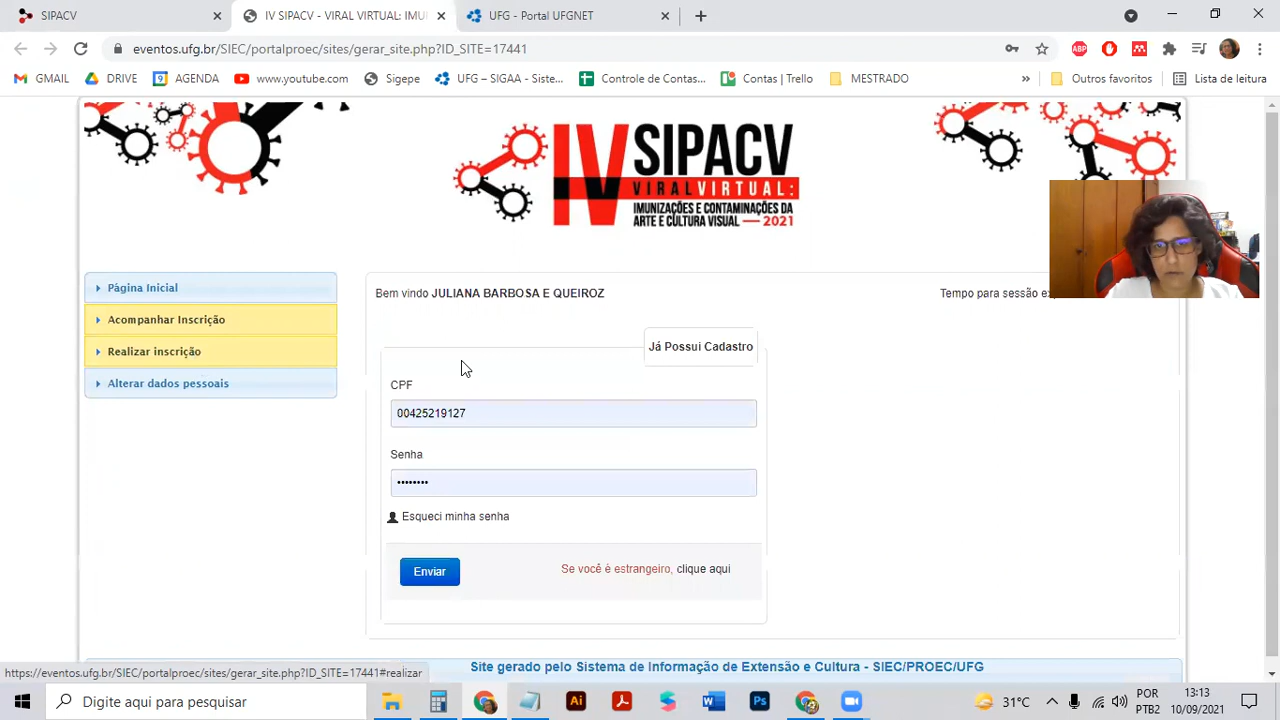 SIPACV
IV SIPACV - VIRAL VIRTUAL: IMU
UFG - Portal UFGNET
eventos.ufg.br/SIEC/portalproec/sites/gerar_site.php?ID_SITE=17441
GMAIL
DRIVE
AGENDA
www.youtube.com
Sigepe
UFG – SIGAA - Siste...
Controle de Contas...
Contas | Trello
MESTRADO
Outros favoritos
Lista de leitura
IV SIPACV
VIRALVIRTUAL:
IMUNIZAÇÕES E CONTAMINAÇÕES DA
ARTE E CULTURA VISUAL — 2021
Página Inicial
Acompanhar Inscrição
Realizar inscrição
Alterar dados pessoais
Bem vindo JULIANA BARBOSA E QUEIROZ
Tempo para sessão
Já Possui Cadastro
CPF
00425219127
Senha
••••••••
Esqueci minha senha
Enviar
Se você é estrangeiro, clique aqui
https://eventos.ufg.br/SIEC/portalproec/sites/gerar_site.php?ID_SITE=17441#realizar
Site gerado pelo Sistema de Informação de Extensão e Cultura - SIEC/PROEC/UFG
Digite aqui para pesquisar
31°C
POR
PTB2
13:13
10/09/2021